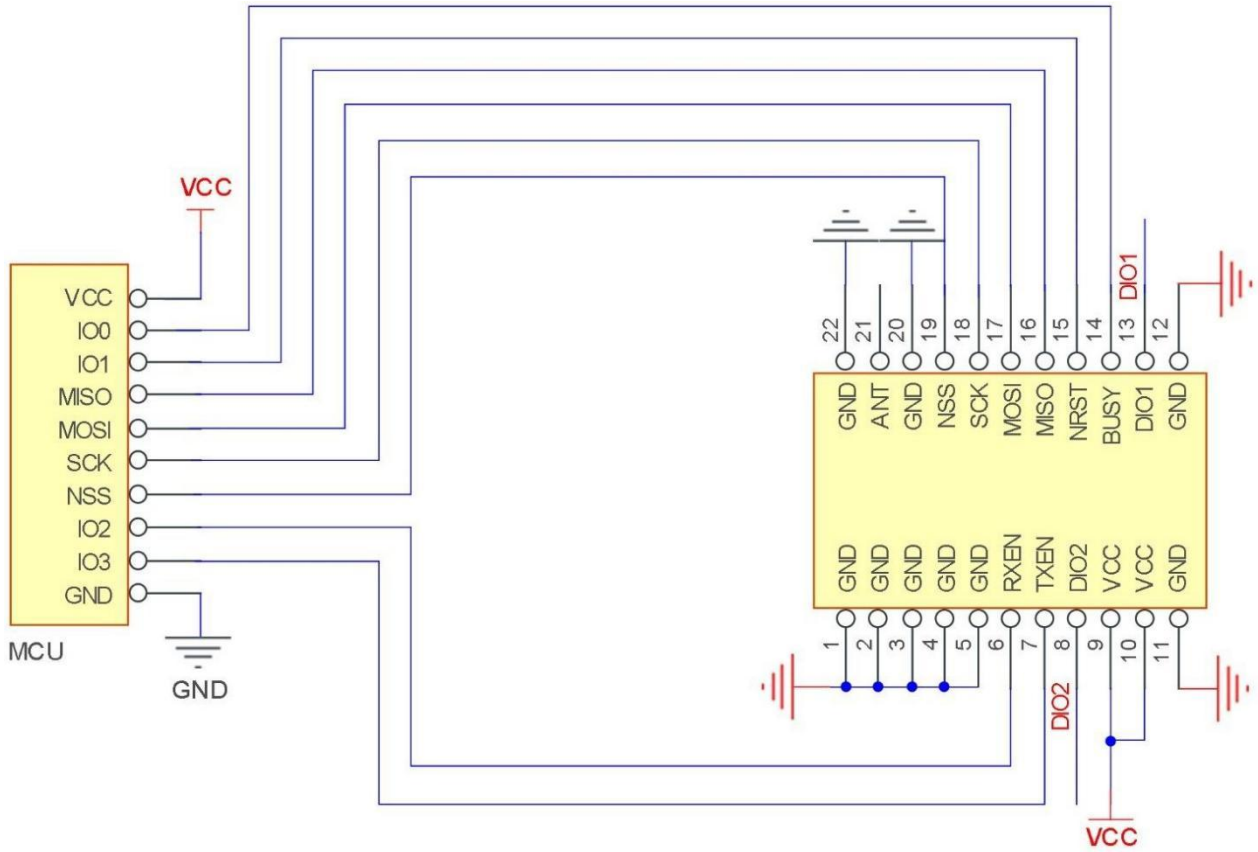 VCC
VCC
IO0
IO1
MISO
MOSI
SCK
NSS
IO2
IO3
GND
MCU
GND
DIO1
22 21 20 19 18 17 16 15 14 13 12
GND ANT GND NSS SCK MOSI MISO NRST BUSY DIO1 GND
GND GND GND GND GND RXEN TXEN DIO2 VCC VCC GND
1 2 3 4 5 6 7 8 9 10 11
DIO2
VCC